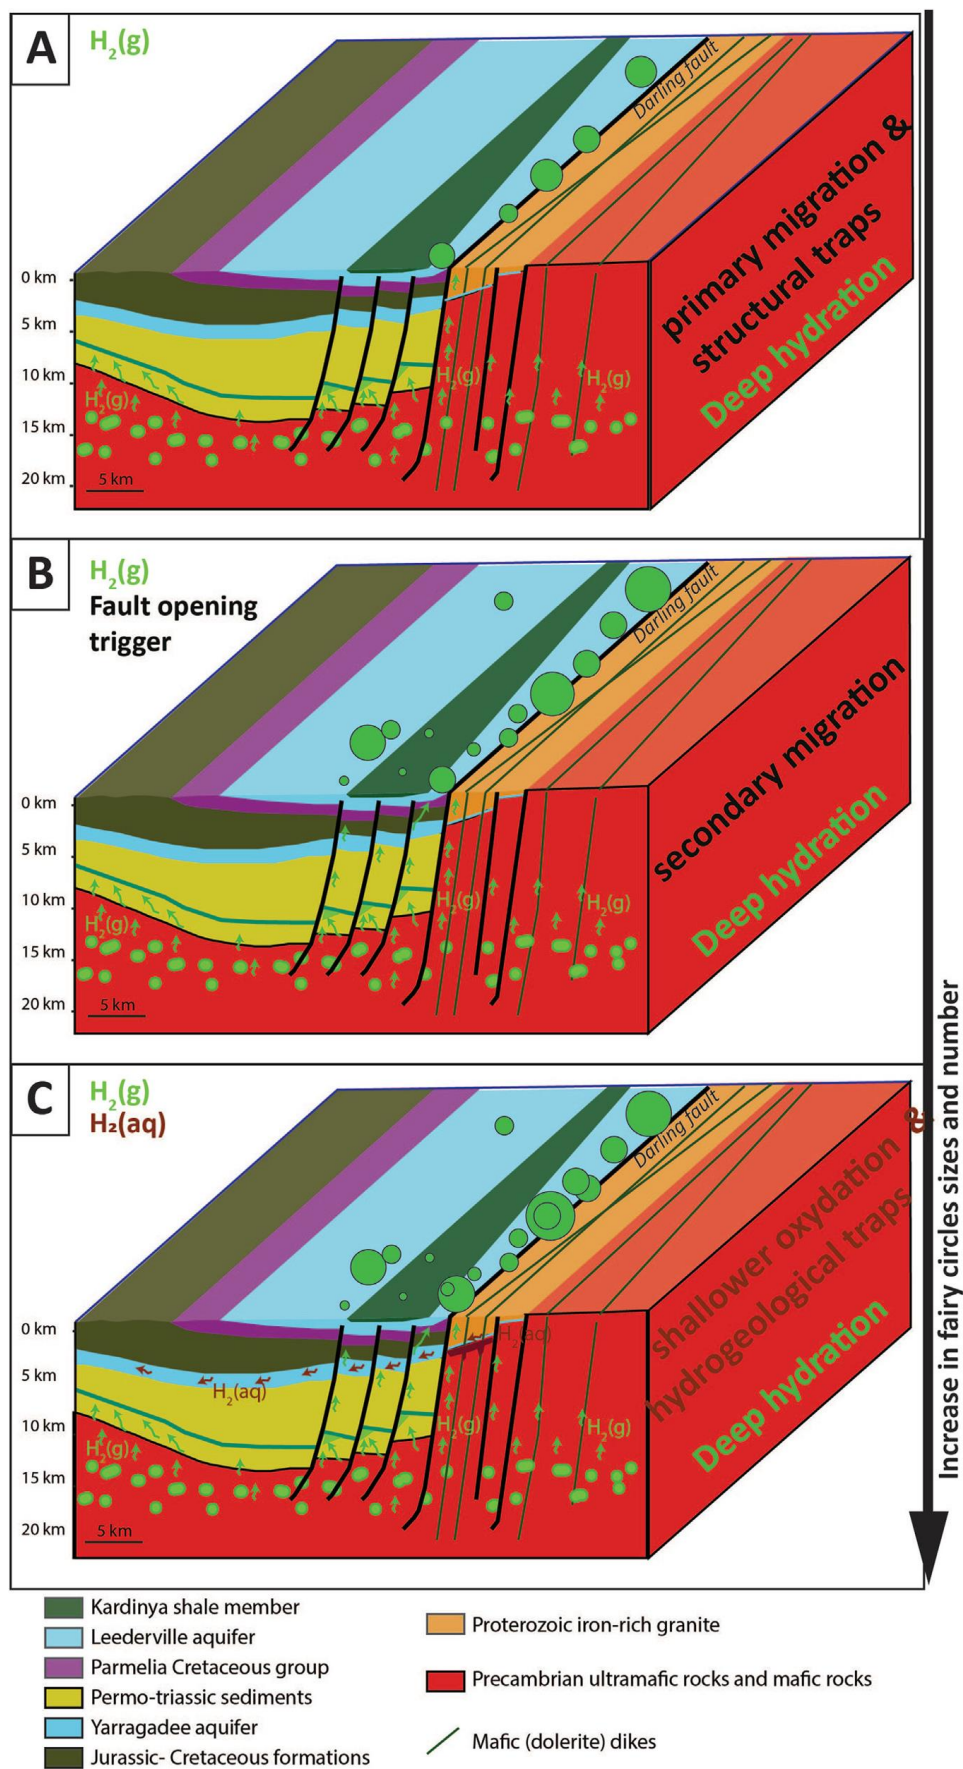 A
H2(g)
Darling fault
primary migration &
structural traps
Deep hydration
0 km
5 km
10 km
15 km
20 km
H2(g)
H2(g)
H2(g)
5 km
B
H2(g)
Fault opening
trigger
Darling fault
secondary migration
Deep hydration
0 km
5 km
10 km
15 km
20 km
H2(g)
H2(g)
H2(g)
5 km
C
H2(g)
H2(aq)
Darling fault
shallower oxydation &
hydrogeological traps
Deep hydration
0 km
5 km
10 km
15 km
20 km
H2(aq)
H2(aq)
H2(g)
H2(g)
H2(g)
5 km
Increase in fairy circles sizes and number
Kardinya shale member
Leederville aquifer
Parmelia Cretaceous group
Permo-triassic sediments
Yarragadee aquifer
Jurassic- Cretaceous formations
Proterozoic iron-rich granite
Precambrian ultramafic rocks and mafic rocks
Mafic (dolerite) dikes